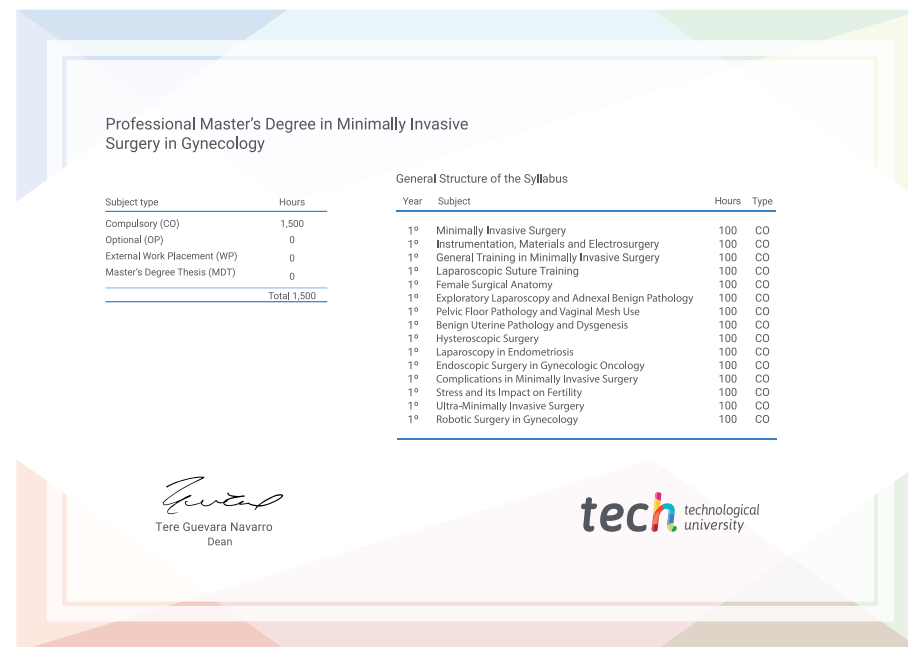 Professional Master's Degree in Minimally Invasive
Surgery in Gynecology
Subject type Hours
Compulsory (CO) 1,500
Optional (OP) 0
External Work Placement (WP) 0
Master's Degree Thesis (MDT) 0
Total 1,500
General Structure of the Syllabus
Year Subject Hours Type
1º Minimally Invasive Surgery 100 CO
1º Instrumentation, Materials and Electrosurgery 100 CO
1º General Training in Minimally Invasive Surgery 100 CO
1º Laparoscopic Suture Training 100 CO
1º Female Surgical Anatomy 100 CO
1º Exploratory Laparoscopy and Adnexal Benign Pathology 100 CO
1º Pelvic Floor Pathology and Vaginal Mesh Use 100 CO
1º Benign Uterine Pathology and Dysgenesis 100 CO
1º Hysteroscopic Surgery 100 CO
1º Laparoscopy in Endometriosis 100 CO
1º Endoscopic Surgery in Gynecologic Oncology 100 CO
1º Complications in Minimally Invasive Surgery 100 CO
1º Stress and its Impact on Fertility 100 CO
1º Ultra-Minimally Invasive Surgery 100 CO
1º Robotic Surgery in Gynecology 100 CO
Tere Guevara Navarro
Dean
tech technological
university